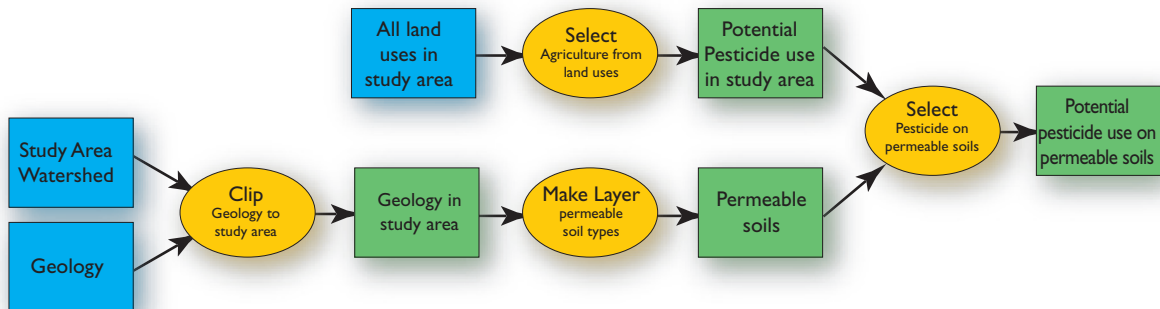 All land
uses in
study area
Select
Agriculture from
land uses
Potential
Pesticide use
in study area
Select
Pesticide on
permeable soils
Potential
pesticide use on
permeable soils
Study Area
Watershed
Geology
Clip
Geology to
study area
Geology in
study area
Make Layer
permeable
soil types
Permeable
soils